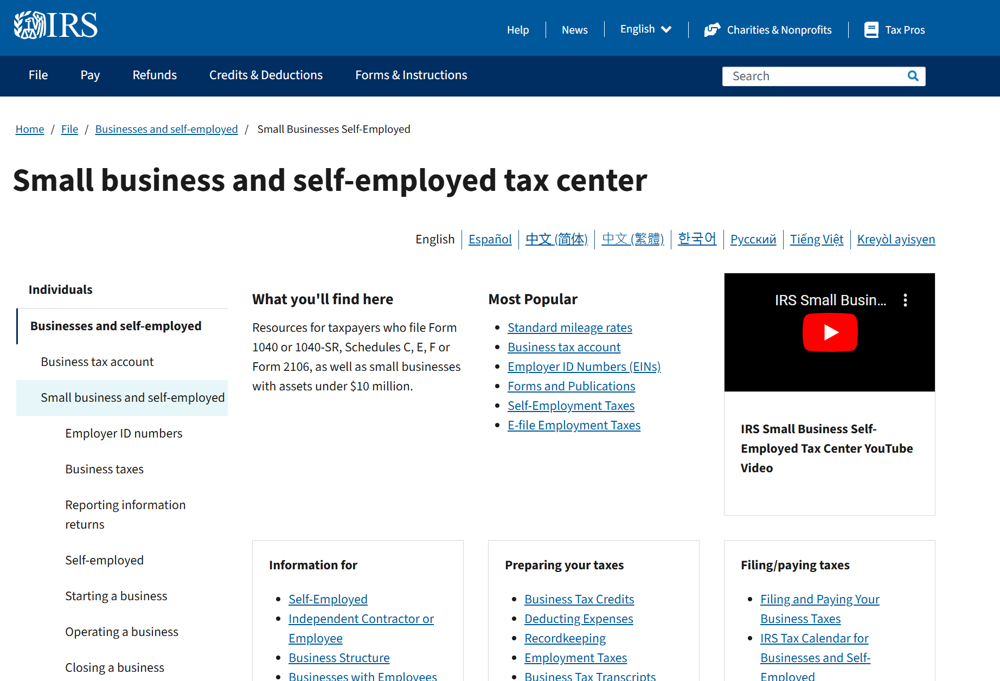 IRS
Help
News
English
Charities & Nonprofits
Tax Pros
File
Pay
Refunds
Credits & Deductions
Forms & Instructions
Search
Home / File / Businesses and self-employed / Small Businesses Self-Employed
Small business and self-employed tax center
English
Español
中文 (简体)
中文 (繁體)
한국어
Русский
Tiếng Việt
Kreyòl ayisyen
Individuals
Businesses and self-employed
Business tax account
Small business and self-employed
Employer ID numbers
Business taxes
Reporting information
returns
Self-employed
Starting a business
Operating a business
Closing a business
What you'll find here
Resources for taxpayers who file Form
1040 or 1040-SR, Schedules C, E, F or
Form 2106, as well as small businesses
with assets under $10 million.
Most Popular
Standard mileage rates
Business tax account
Employer ID Numbers (EINs)
Forms and Publications
Self-Employment Taxes
E-file Employment Taxes
IRS Small Busin...
IRS Small Business Self-
Employed Tax Center YouTube
Video
Information for
Self-Employed
Independent Contractor or
Employee
Business Structure
Businesses with Employees
Preparing your taxes
Business Tax Credits
Deducting Expenses
Recordkeeping
Employment Taxes
Business Tax Transcripts
Filing/paying taxes
Filing and Paying Your
Business Taxes
IRS Tax Calendar for
Businesses and Self-
Employed